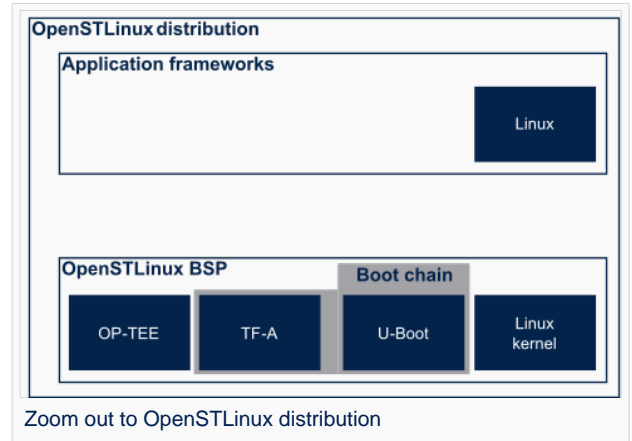 OpenSTLinux distribution
Application frameworks
Linux
OpenSTLinux BSP
Boot chain
OP-TEE
TF-A
U-Boot
Linux
kernel
Zoom out to OpenSTLinux distribution